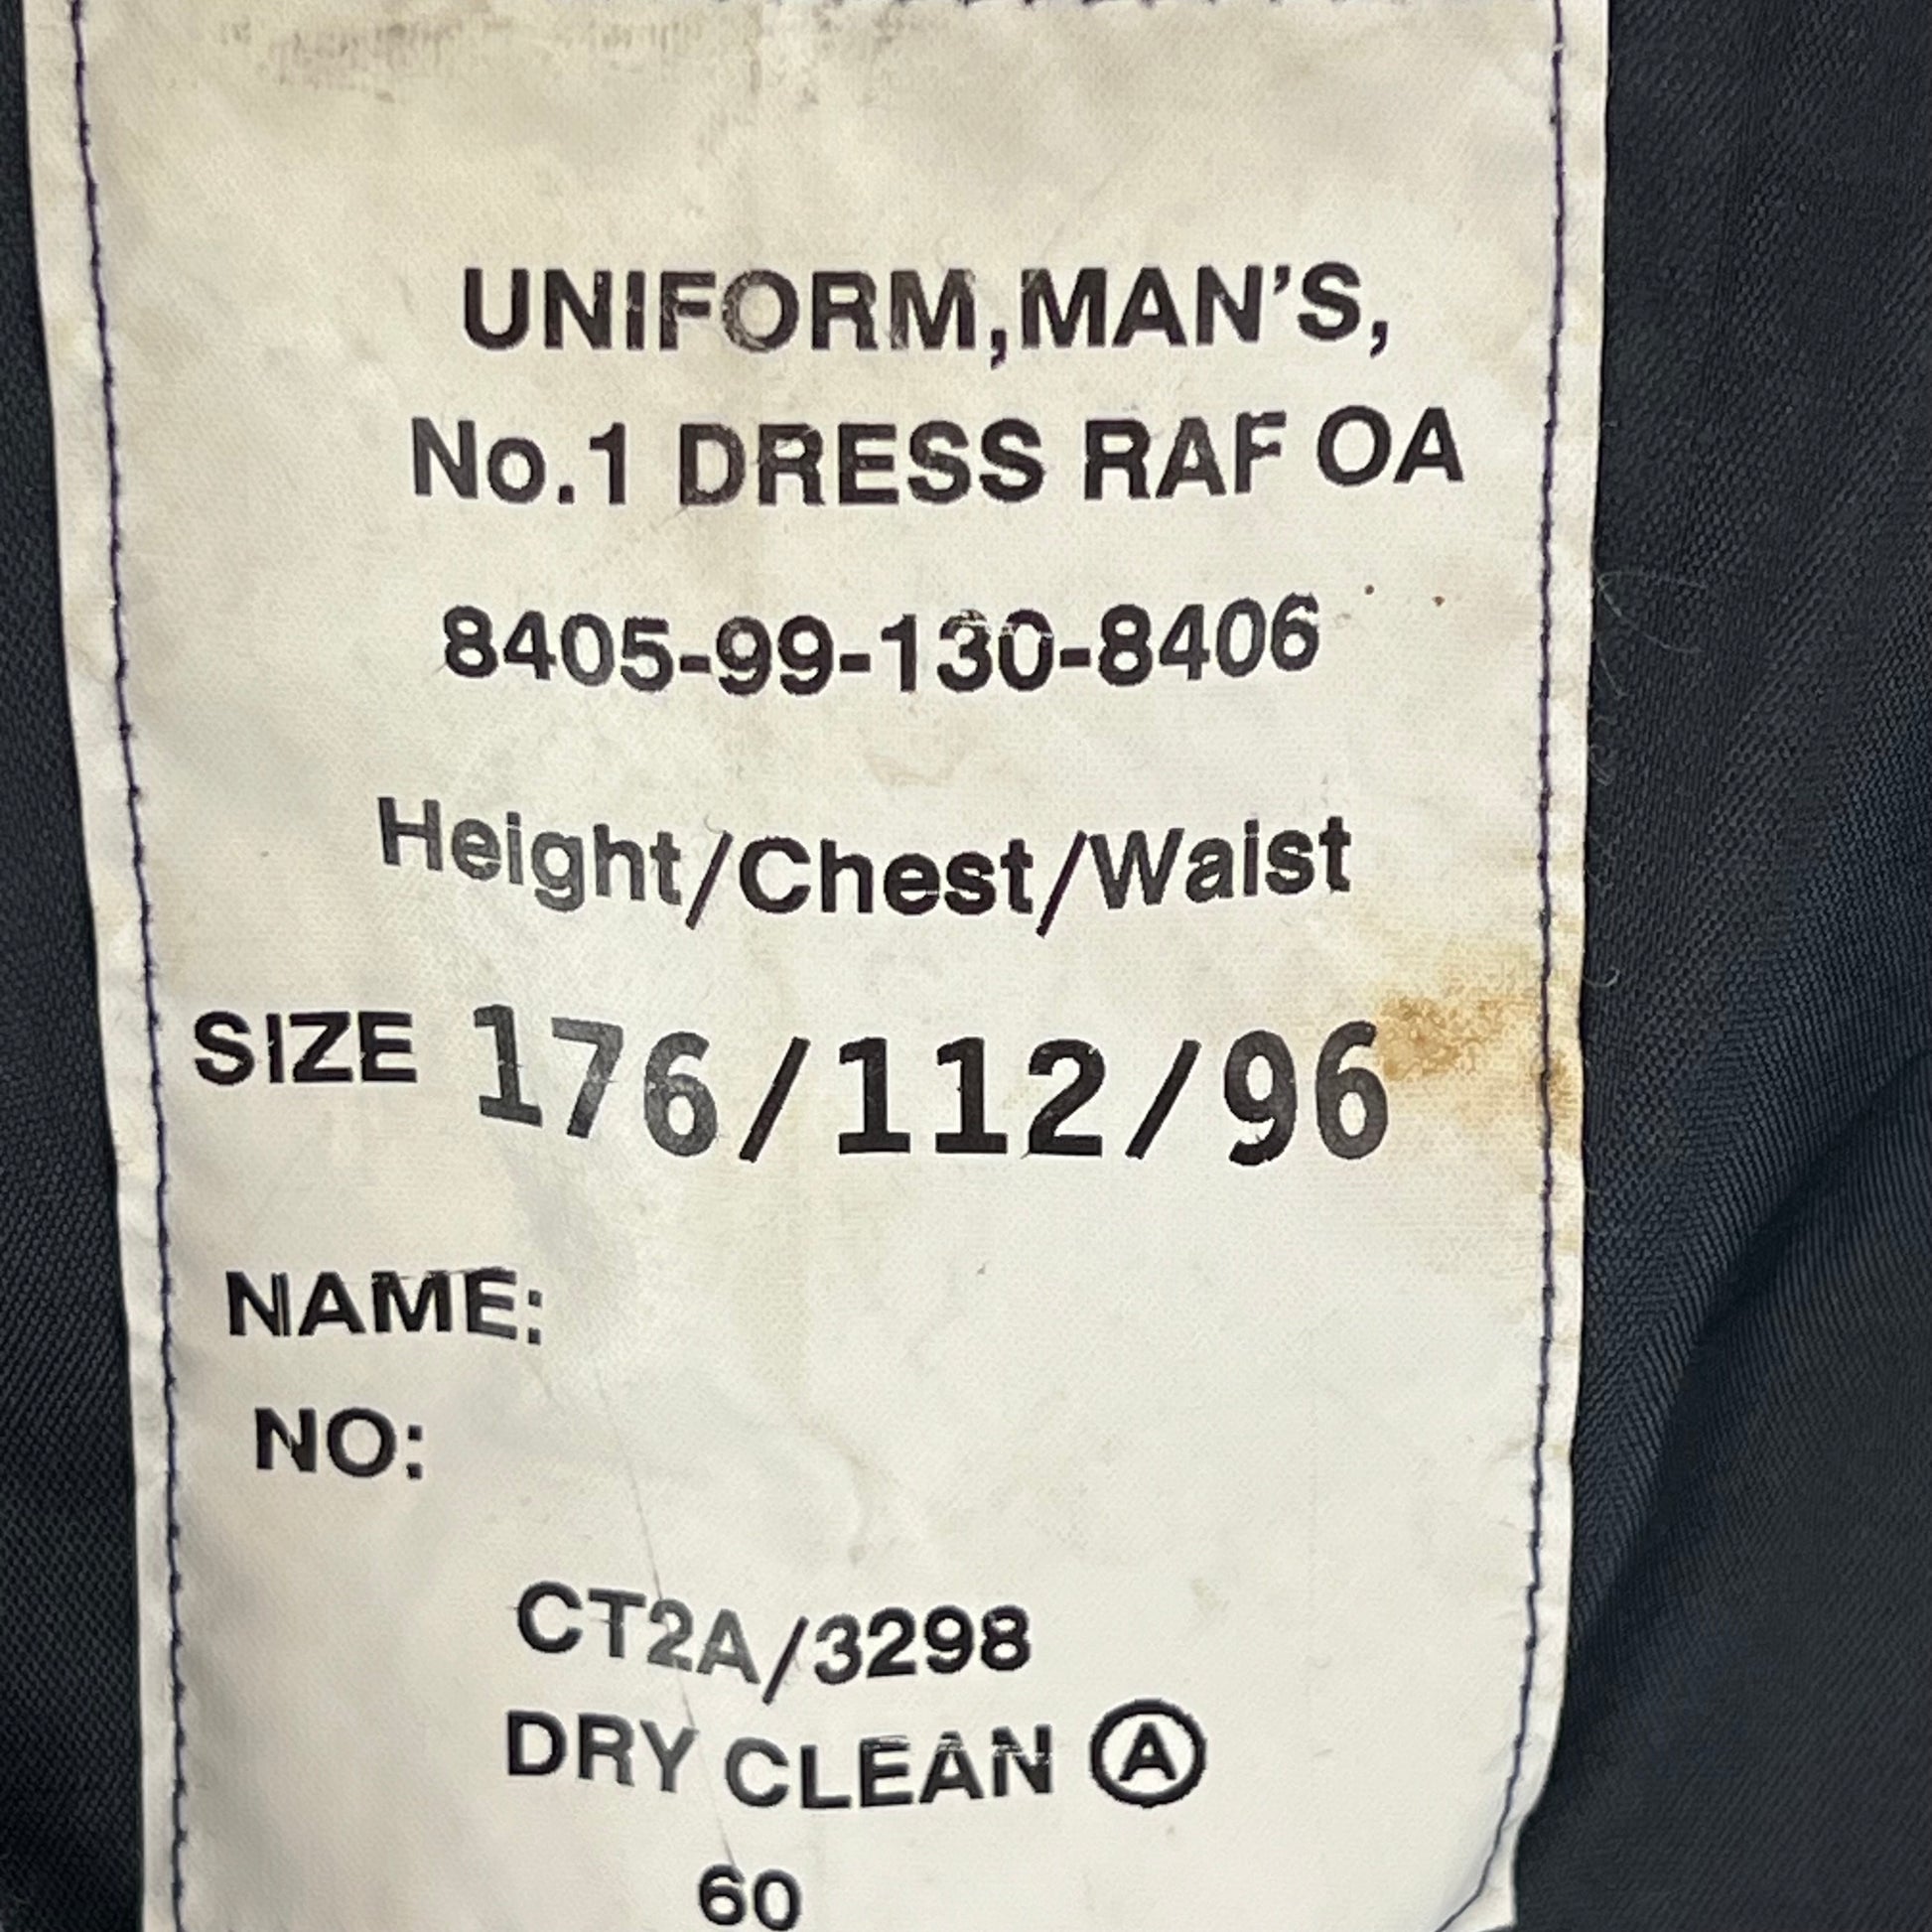 UNIFORM,MAN'S,
No.1 DRESS RAF OA
8405-99-130-8406
Height/Chest/Waist
SIZE 176/112/96
NAME:
NO:
CT2A/3298
DRY CLEAN Ⓐ
60